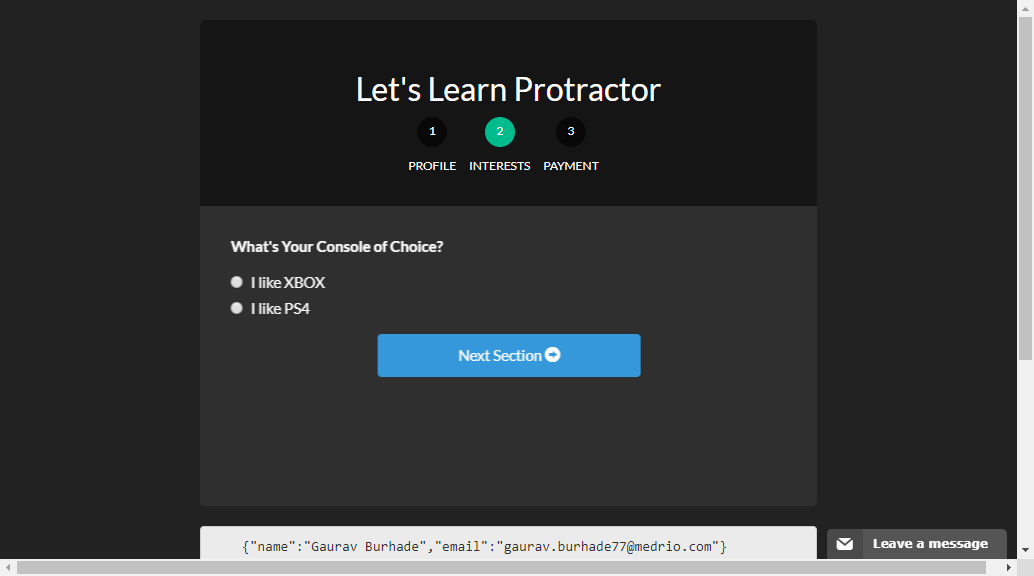 Let's Learn Protractor
1 2 3
PROFILE INTERESTS PAYMENT
What's Your Console of Choice?
I like XBOX
I like PS4
Next Section
{"name":"Gaurav Burhade","email":"gaurav.burhade77@medrio.com"}
Leave a message